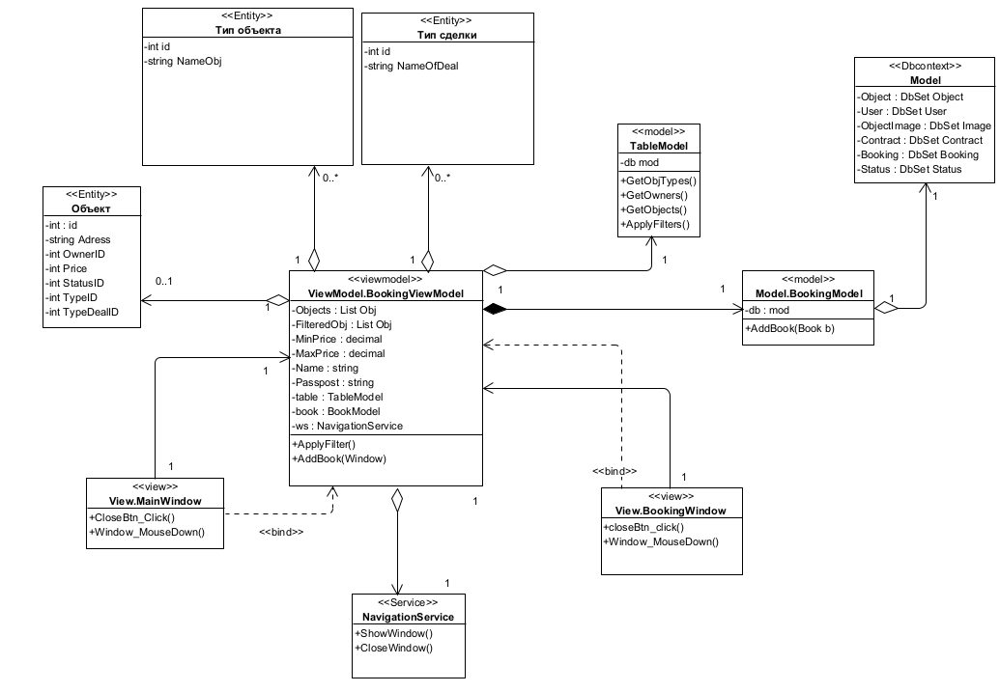 <<Entity>>
Тип объекта
-int id
-string NameObj
<<Entity>>
Тип сделки
-int id
-string NameOfDeal
<<Dbcontext>>
Model
-Object : DbSet Object
-User : DbSet User
-ObjectImage : DbSet Image
-Contract : DbSet Contract
-Booking : DbSet Booking
-Status : DbSet Status
<<model>>
TableModel
-db mod
+GetObjTypes()
+GetOwners()
+GetObjects()
+ApplyFilters()
<<Entity>>
Объект
-int : id
-string Adress
-int OwnerID
-int Price
-int StatusID
-int TypeID
-int TypeDealID
0..*
0..*
1
1
1
1
0..1
1
1
1
1
<<viewmodel>>
ViewModel.BookingViewModel
-Objects : List Obj
-FilteredObj : List Obj
-MinPrice : decimal
-MaxPrice : decimal
-Name : string
-Passpost : string
-table : TableModel
-book : BookModel
-ws : NavigationService
+ApplyFilter()
+AddBook(Window)
<<model>>
Model.BookingModel
-db : mod
+AddBook(Book b)
1
1
<<bind>>
1
1
<<view>>
View.MainWindow
+CloseBtn_Click()
+Window_MouseDown()
<<bind>>
<<view>>
View.BookingWindow
+closeBtn_click()
+Window_MouseDown()
1
<<Service>>
NavigationService
+ShowWindow()
+CloseWindow()